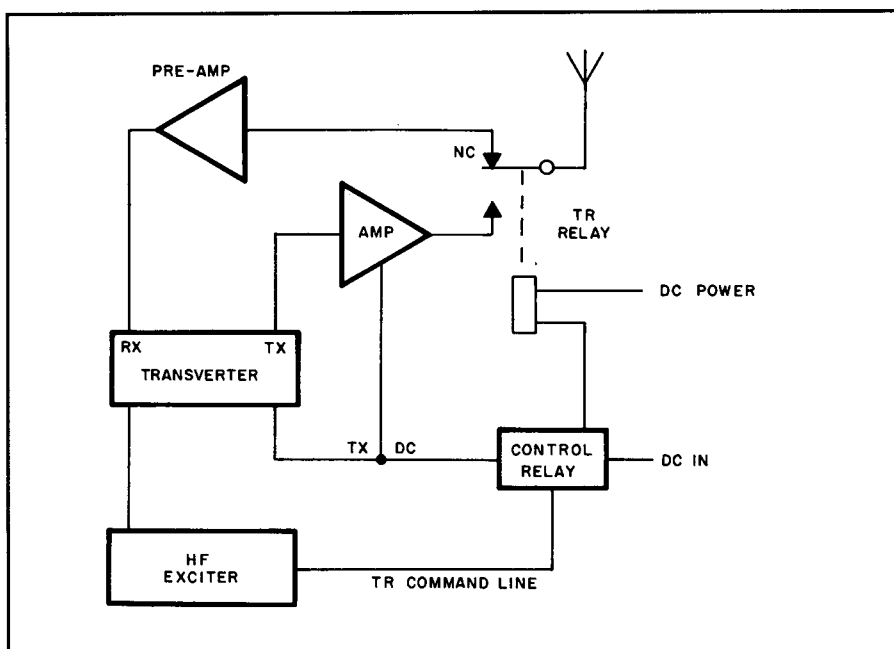 PRE-AMP
NC
AMP
TR
RELAY
DC POWER
RX TX
TRANSVERTER
TX DC
CONTROL
RELAY
DC IN
HF
EXCITER
TR COMMAND LINE